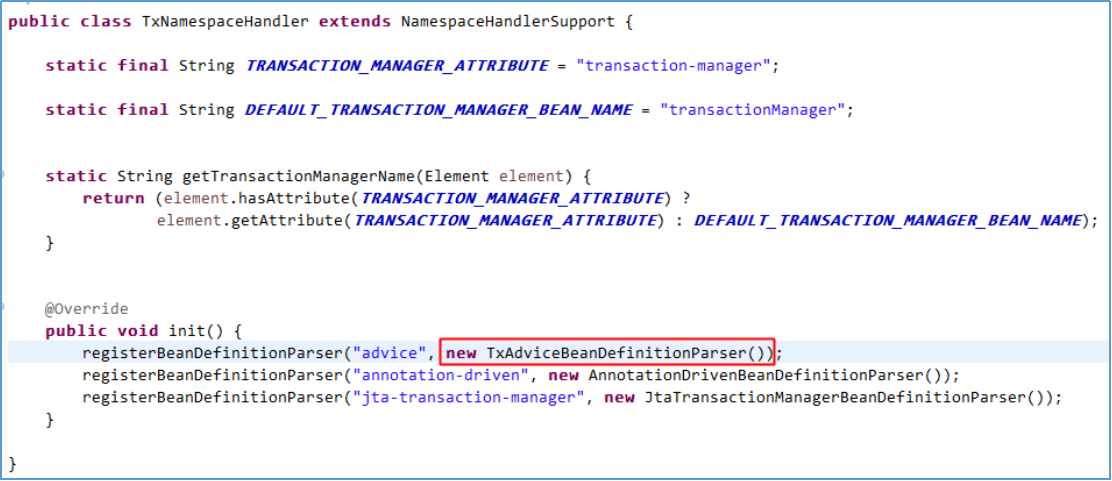 public class TxNamespaceHandler extends NamespaceHandlerSupport {
static final String TRANSACTION_MANAGER_ATTRIBUTE = "transaction-manager";
static final String DEFAULT_TRANSACTION_MANAGER_BEAN_NAME = "transactionManager";
static String getTransactionManagerName(Element element) {
return (element.hasAttribute(TRANSACTION_MANAGER_ATTRIBUTE) ?
element.getAttribute(TRANSACTION_MANAGER_ATTRIBUTE) : DEFAULT_TRANSACTION_MANAGER_BEAN_NAME);
}
@Override
public void init() {
registerBeanDefinitionParser("advice", new TxAdviceBeanDefinitionParser());
registerBeanDefinitionParser("annotation-driven", new AnnotationDrivenBeanDefinitionParser());
registerBeanDefinitionParser("jta-transaction-manager", new JtaTransactionManagerBeanDefinitionParser());
}
}